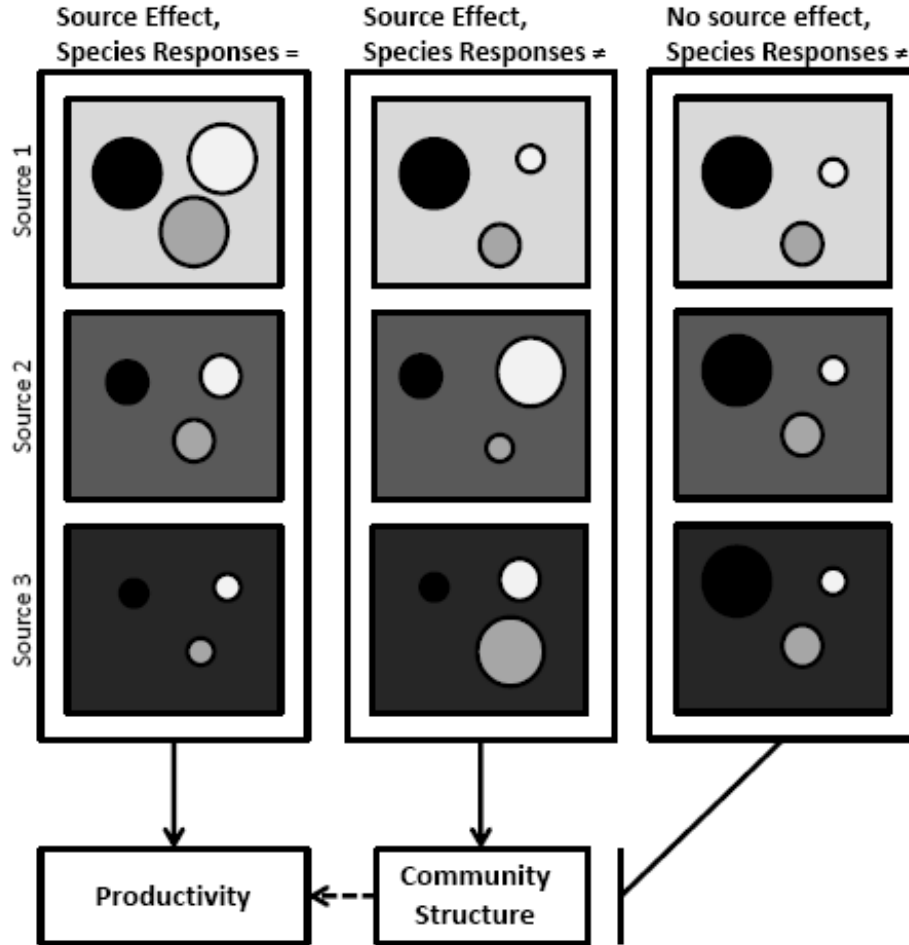 Source Effect,
Species Responses =
Source Effect,
Species Responses ≠
No source effect,
Species Responses ≠
Source 1
Source 2
Source 3
Productivity
Community
Structure